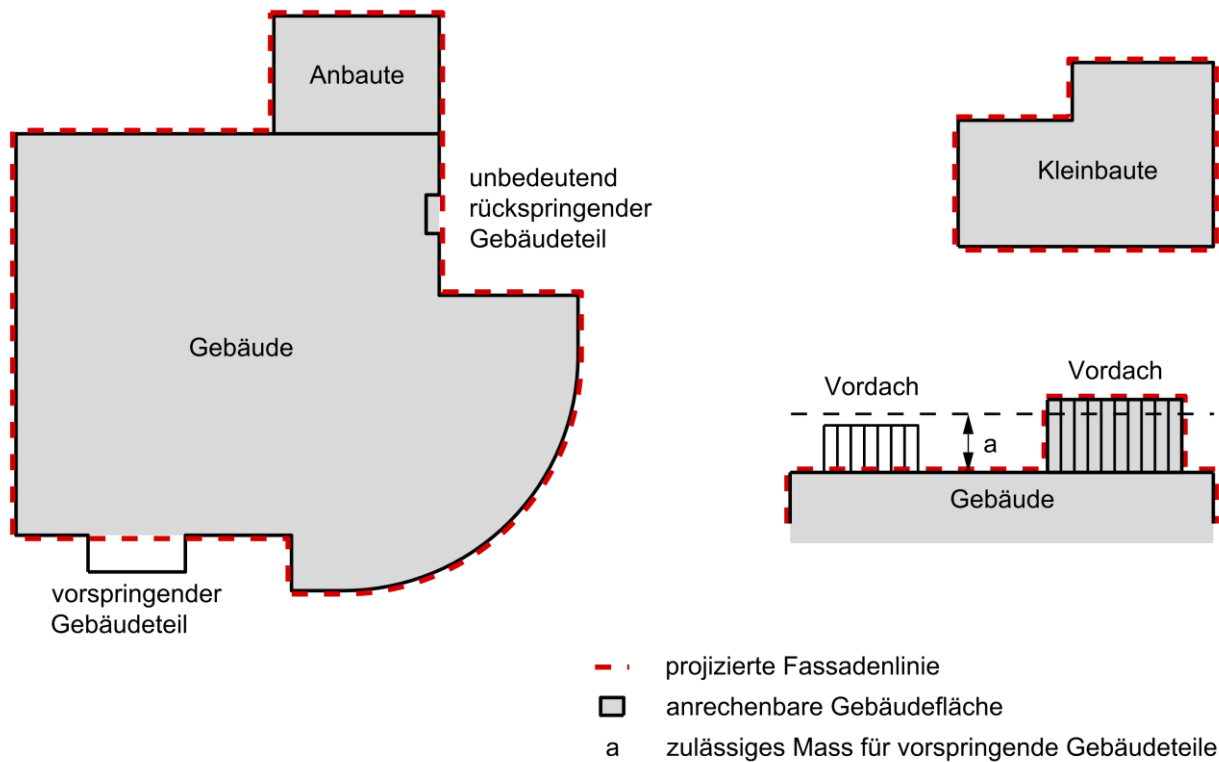 Anbaute
unbedeutend
rückspringender
Gebäudeteil
Gebäude
vorspringender
Gebäudeteil
Kleinbaute
Vordach
Vordach
a
Gebäude
projizierte Fassadenlinie
anrechenbare Gebäudefläche
a zulässiges Mass für vorspringende Gebäudeteile